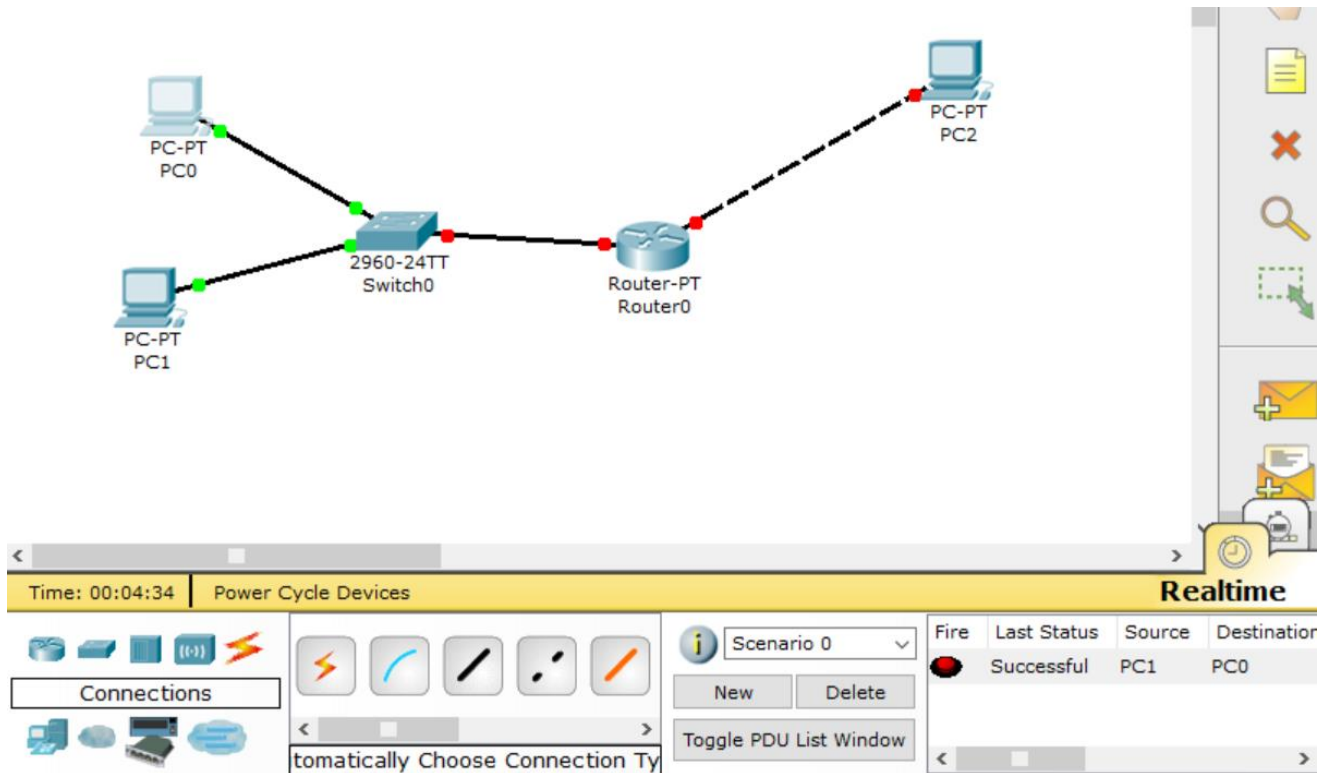 PC-PT
PC0
PC-PT
PC1
2960-24TT
Switch0
Router-PT
Router0
PC-PT
PC2
Time: 00:04:34 Power Cycle Devices Realtime
Connections
tomatically Choose Connection Ty
Scenario 0
New Delete
Toggle PDU List Window
Fire Last Status Source Destination
Successful PC1 PC0